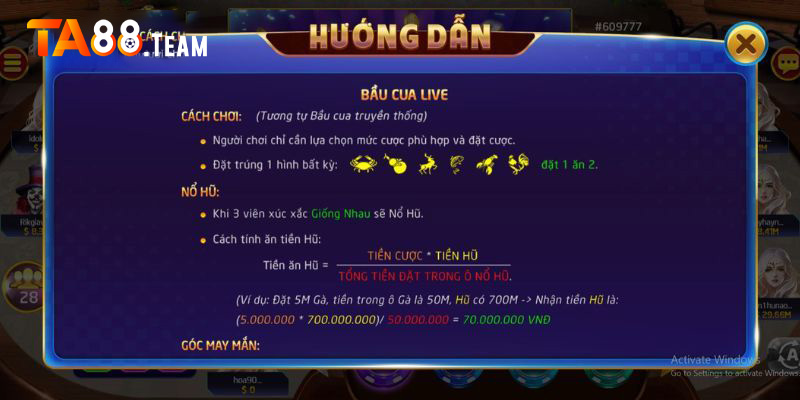 TA88.TEAM
HƯỚNG DẪN
#609777
BẦU CUA LIVE
CÁCH CHƠI: (Tương tự Bầu cua truyền thống)
Người chơi chỉ cần lựa chọn mức cược phù hợp và đặt cược.
Đặt trúng 1 hình bất kỳ: đặt 1 ăn 2.
NỔ HŨ:
Khi 3 viên xúc xắc Giống Nhau sẽ Nổ Hũ.
Cách tính ăn tiền Hũ:
Tiền ăn Hũ = TIỀN CƯỢC * TIỀN HŨ
TỔNG TIỀN ĐẶT TRONG Ô NỔ HŨ.
(Ví dụ: Đặt 5M Gà, tiền trong ô Gà là 50M, Hũ có 700M -> Nhận tiền Hũ là:
(5.000.000 * 700.000.000)/ 50.000.000 = 70.000.000 VNĐ
GÓC MAY MẮN:
28
hoa90...
$ 0
Activate Windows
Go to Settings to activate Windows.